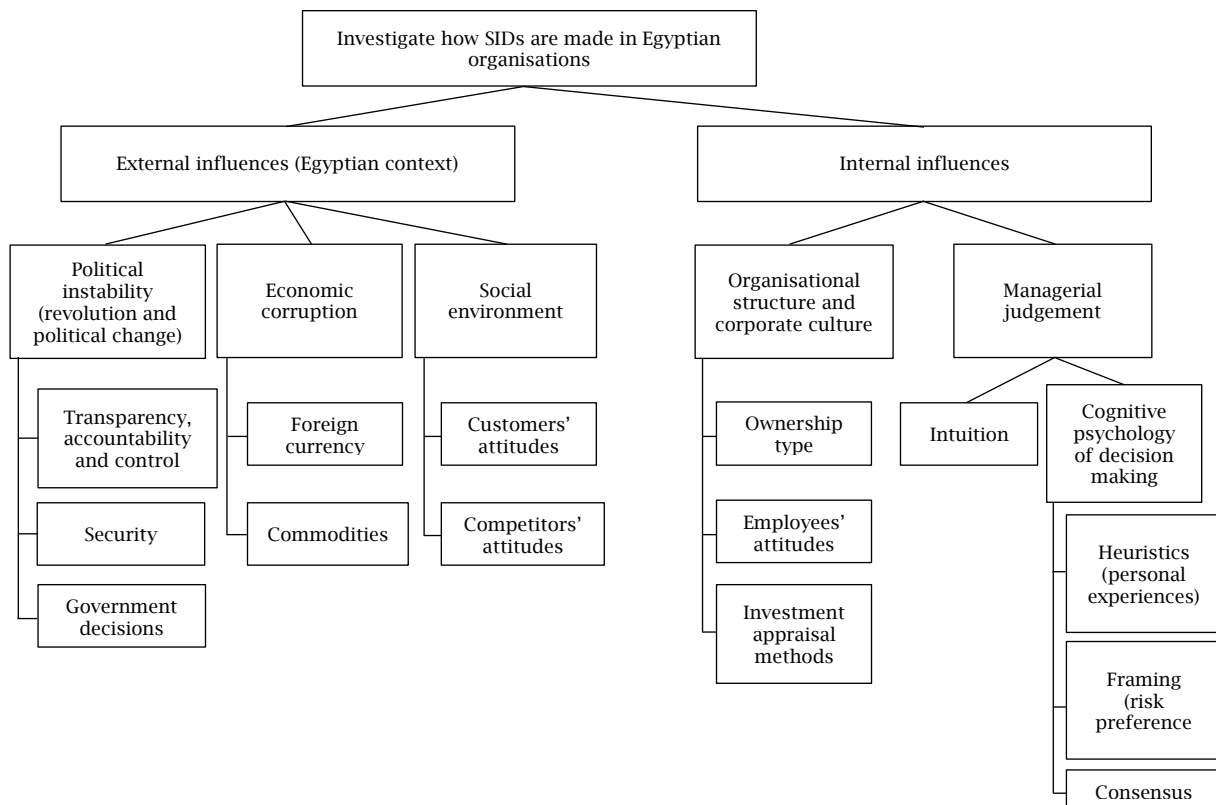 Investigate how SIDs are made in Egyptian
organisations
External influences (Egyptian context)
Internal influences
Political
instability
(revolution and
political change)
Economic
corruption
Social
environment
Organisational
structure and
corporate culture
Managerial
judgement
Transparency,
accountability
and control
Foreign
currency
Customers’
attitudes
Ownership
type
Intuition
Cognitive
psychology
of decision
making
Security
Commodities
Competitors’
attitudes
Employees’
attitudes
Heuristics
(personal
experiences)
Government
decisions
Investment
appraisal
methods
Framing
(risk
preference
Consensus